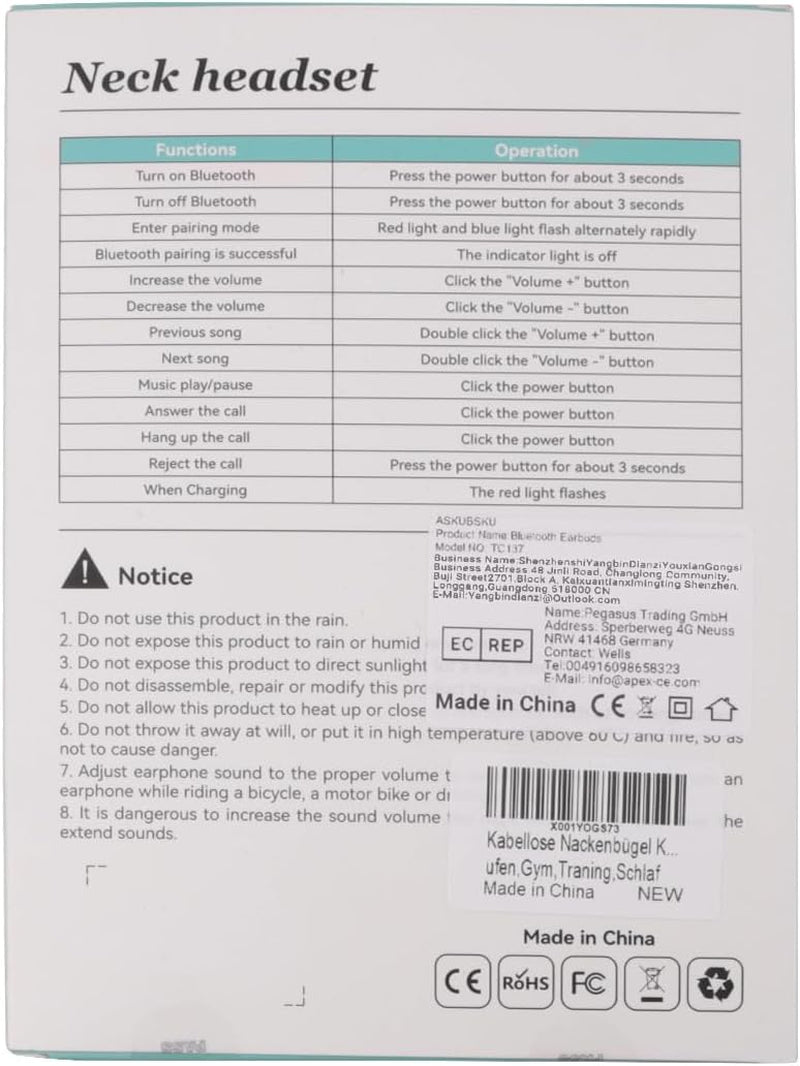 Neck headset
Functions Operation
Turn on Bluetooth Press the power button for about 3 seconds
Turn off Bluetooth Press the power button for about 3 seconds
Enter pairing mode Red light and blue light flash alternately rapidly
Bluetooth pairing is successful The indicator light is off
Increase the volume Click the "Volume +" button
Decrease the volume Click the "Volume -" button
Previous song Double click the "Volume +" button
Next song Double click the "Volume -" button
Music play/pause Click the power button
Answer the call Click the power button
Hang up the call Click the power button
Reject the call Press the power button for about 3 seconds
When Charging The red light flashes
ASKUBSKU
Product Name:Bluetooth Earbuds
Model NO: TC137
Business Name:ShenzhenshiYangbinDianziYouxianGongsi
Business Address 48 Jinli Road, Changlong Community,
Buji Street2701,Block A, Kaixuantianximingting Shenzhen.
Longgang,Guangdong 518000 CN
E-Mail:Yangbindianzi@Outlook.com
EC REP
Name:Pegasus Trading GmbH
Address: Sperberweg 4G Neuss
NRW 41468 Germany
Contact: Wells
Tel:004916098658323
E-Mail: info@apex-ce.com
Made in China CE
Notice
1. Do not use this product in the rain.
2. Do not expose this product to rain or humid
3. Do not expose this product to direct sunlight
4. Do not disassemble, repair or modify this
5. Do not allow this product to heat up or close
6. Do not throw it away at will, or put it in high temperature (above 60 C) and fire, so as
not to cause danger.
7. Adjust earphone sound to the proper volume an
earphone while riding a bicycle, a motor bike or
8. It is dangerous to increase the sound volume he
extend sounds.
X001YOGS73
Kabellose Nackenbügel K...
ufen,Gym,Traning,Schlaf
Made in China NEW
Made in China
CE RoHS FC